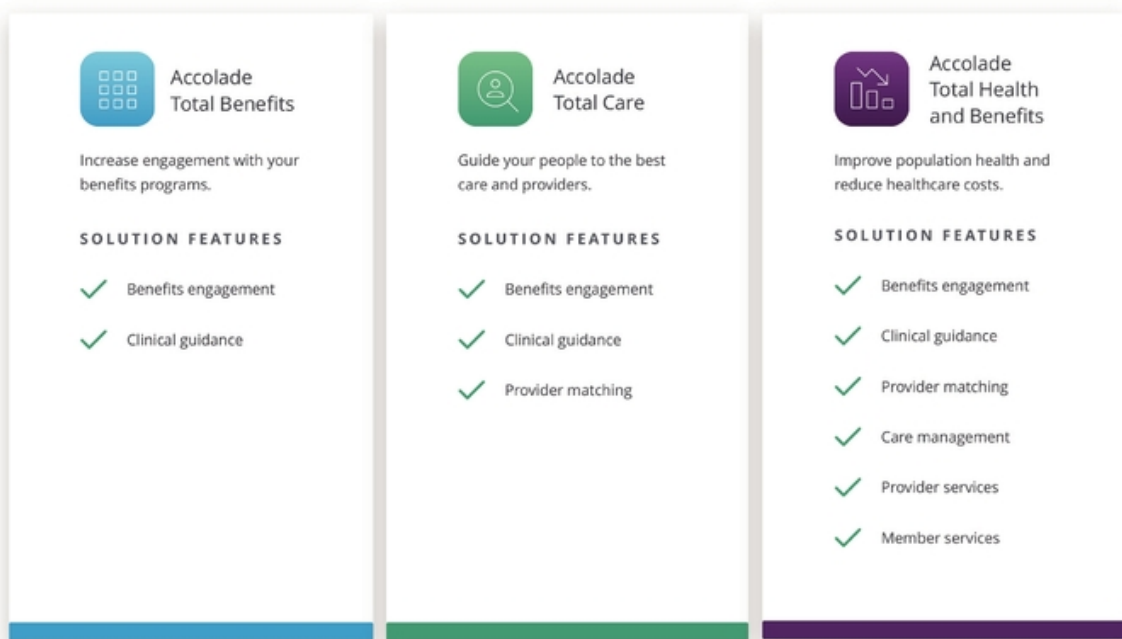 Accolade
Total Benefits
Increase engagement with your
benefits programs.
SOLUTION FEATURES
Benefits engagement
Clinical guidance
Accolade
Total Care
Guide your people to the best
care and providers.
SOLUTION FEATURES
Benefits engagement
Clinical guidance
Provider matching
Accolade
Total Health
and Benefits
Improve population health and
reduce healthcare costs.
SOLUTION FEATURES
Benefits engagement
Clinical guidance
Provider matching
Care management
Provider services
Member services